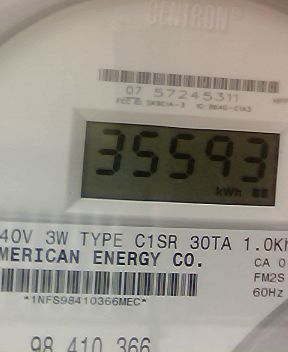 CENTRON®
07 57245311
35593
kWh
40V 3W TYPE C1SR 30TA 1.0Kh
MERICAN ENERGY CO.
CA 0
FM2S
60Hz
*1NFS98410366MEC*
98 410 366